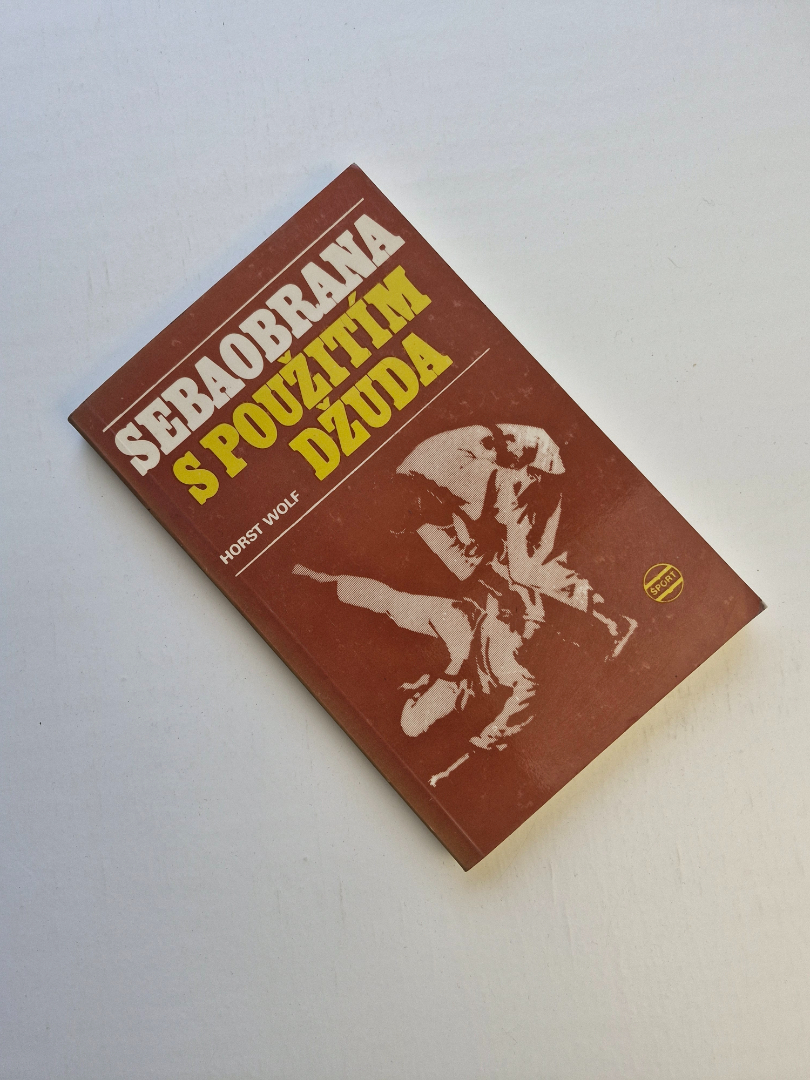 SEBAOBRANA
S POUŽITÍM
DŽUDA
HORST WOLF
ŠPORT